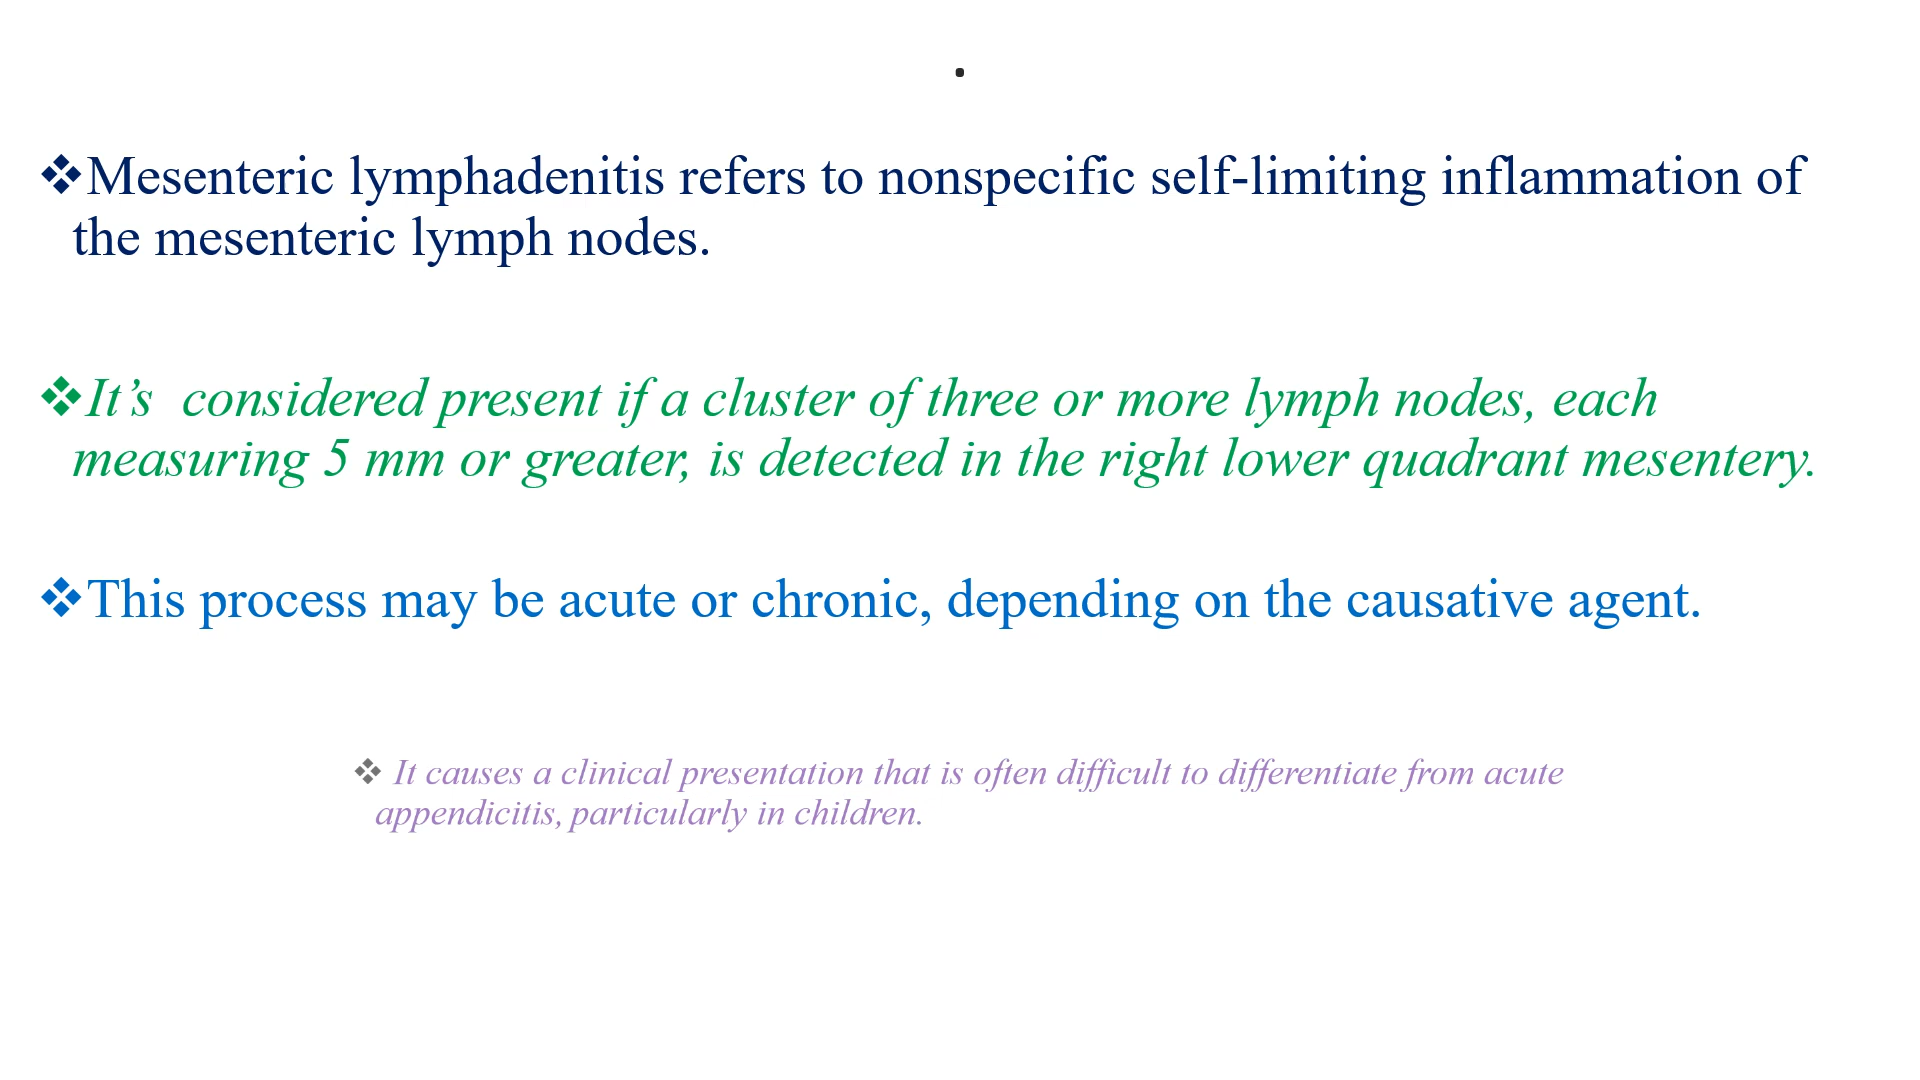 .
❖Mesenteric lymphadenitis refers to nonspecific self-limiting inflammation of
the mesenteric lymph nodes.
❖It’s  considered present if a cluster of three or more lymph nodes, each
measuring 5 mm or greater, is detected in the right lower quadrant mesentery.
❖This process may be acute or chronic, depending on the causative agent.
❖ It causes a clinical presentation that is often difficult to differentiate from acute
appendicitis, particularly in children.